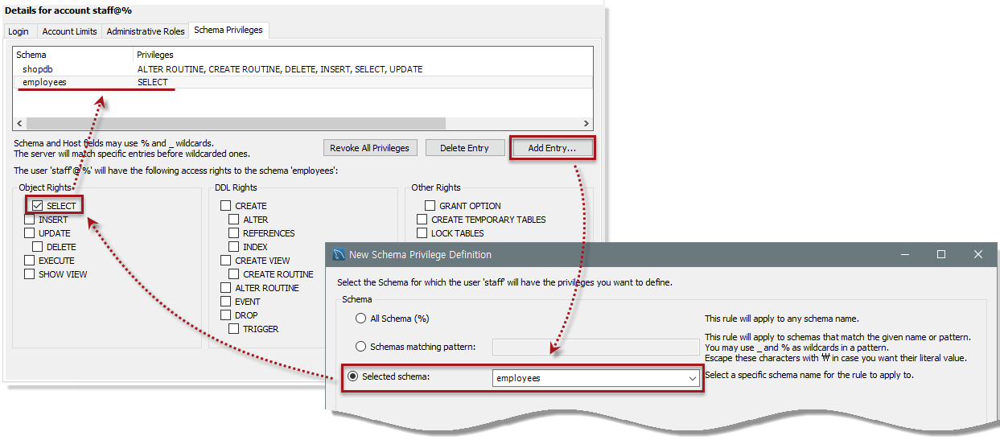 Details for account staff@%
Login Account Limits Administrative Roles Schema Privileges
Schema Privileges
shopdb ALTER ROUTINE, CREATE ROUTINE, DELETE, INSERT, SELECT, UPDATE
employees SELECT
Schema and Host fields may use % and _ wildcards.
The server will match specific entries before wildcarded ones.
Revoke All Privileges Delete Entry Add Entry...
The user 'staff'@'%' will have the following access rights to the schema 'employees':
Object Rights
SELECT
INSERT
UPDATE
DELETE
EXECUTE
SHOW VIEW
DDL Rights
CREATE
ALTER
REFERENCES
INDEX
CREATE VIEW
CREATE ROUTINE
ALTER ROUTINE
EVENT
DROP
TRIGGER
Other Rights
GRANT OPTION
CREATE TEMPORARY TABLES
LOCK TABLES
New Schema Privilege Definition
Select the Schema for which the user 'staff' will have the privileges you want to define.
Schema
All Schema (%)
This rule will apply to any schema name.
Schemas matching pattern:
This rule will apply to schemas that match the given name or pattern.
You may use _ and % as wildcards in a pattern.
Escape these characters with ₩ in case you want their literal value.
Selected schema: employees
Select a specific schema name for the rule to apply to.